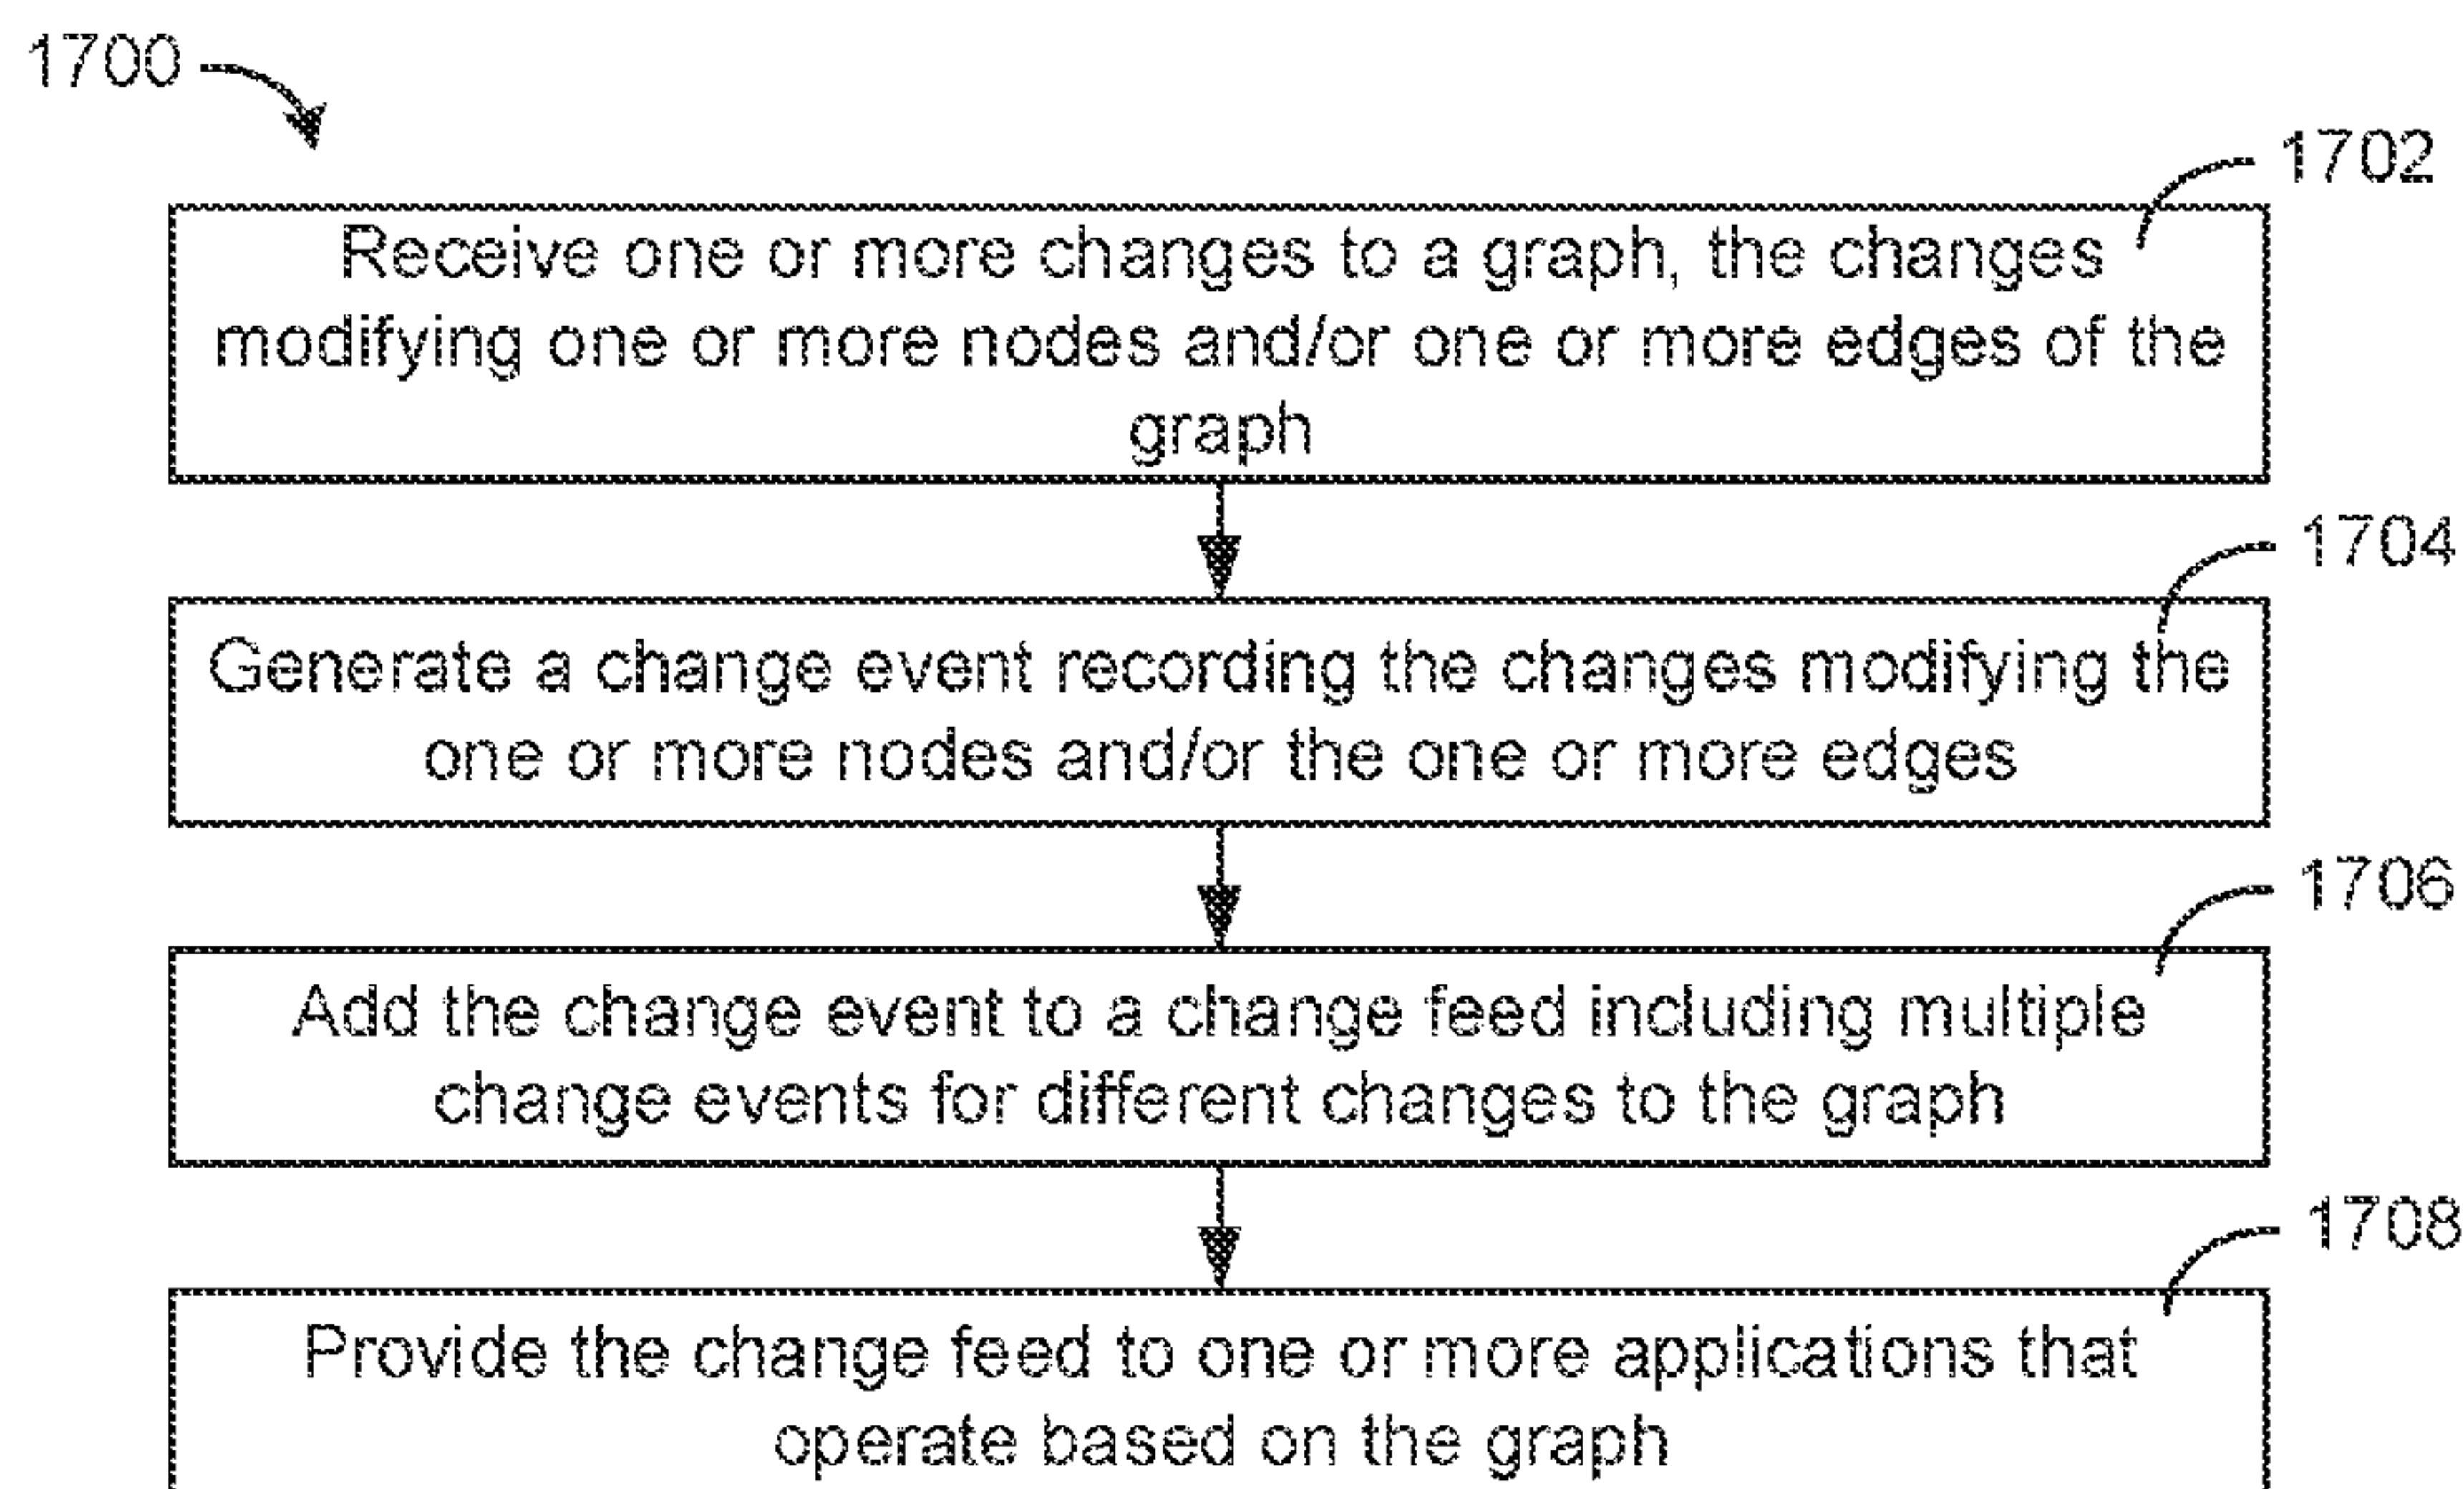 1700
1702
Receive one or more changes to a graph, the changes
modifying one or more nodes and/or one or more edges of the
graph
1704
Generate a change event recording the changes modifying the
one or more nodes and/or the one or more edges
1706
Add the change event to a change feed including multiple
change events for different changes to the graph
1708
Provide the change feed to one or more applications that
operate based on the graph